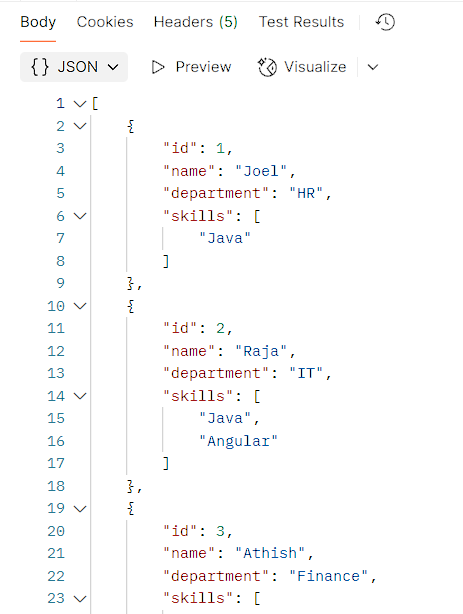 Body Cookies Headers (5) Test Results
{} JSON Preview Visualize
1 [
2 {
3 "id": 1,
4 "name": "Joel",
5 "department": "HR",
6 "skills": [
7 "Java"
8 ]
9 },
10 {
11 "id": 2,
12 "name": "Raja",
13 "department": "IT",
14 "skills": [
15 "Java",
16 "Angular"
17 ]
18 },
19 {
20 "id": 3,
21 "name": "Athish",
22 "department": "Finance",
23 "skills": [